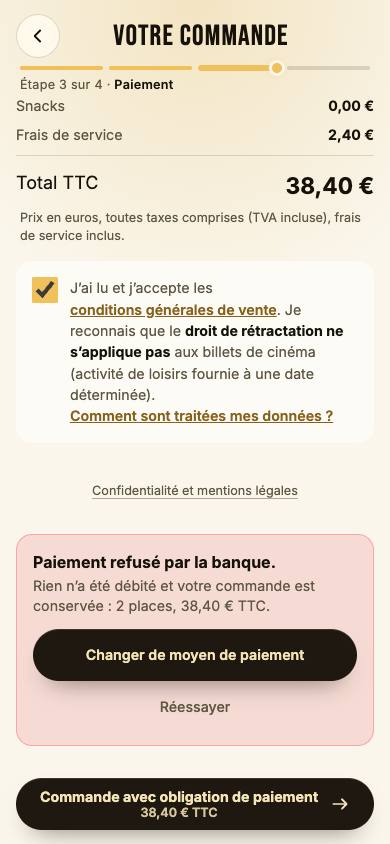 VOTRE COMMANDE
Étape 3 sur 4 · Paiement
Snacks 0,00 €
Frais de service 2,40 €
Total TTC 38,40 €
Prix en euros, toutes taxes comprises (TVA incluse), frais
de service inclus.
J’ai lu et j’accepte les
conditions générales de vente. Je
reconnais que le droit de rétractation ne
s’applique pas aux billets de cinéma
(activité de loisirs fournie à une date
déterminée).
Comment sont traitées mes données ?
Confidentialité et mentions légales
Paiement refusé par la banque.
Rien n’a été débité et votre commande est
conservée : 2 places, 38,40 € TTC.
Changer de moyen de paiement
Réessayer
Commande avec obligation de paiement
38,40 € TTC